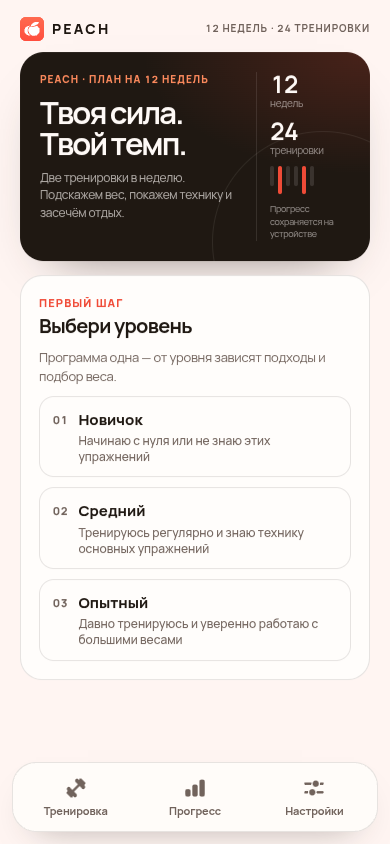 PEACH
12 НЕДЕЛЬ · 24 ТРЕНИРОВКИ
PEACH · ПЛАН НА 12 НЕДЕЛЬ
Твоя сила.
Твой темп.
Две тренировки в неделю.
Подскажем вес, покажем технику и
засечём отдых.
12
недель
24
тренировки
Прогресс
сохраняется на
устройстве
ПЕРВЫЙ ШАГ
Выбери уровень
Программа одна — от уровня зависят подходы и
подбор веса.
01 Новичок
Начинаю с нуля или не знаю этих
упражнений
02 Средний
Тренируюсь регулярно и знаю технику
основных упражнений
03 Опытный
Давно тренируюсь и уверенно работаю с
большими весами
Тренировка
Прогресс
Настройки